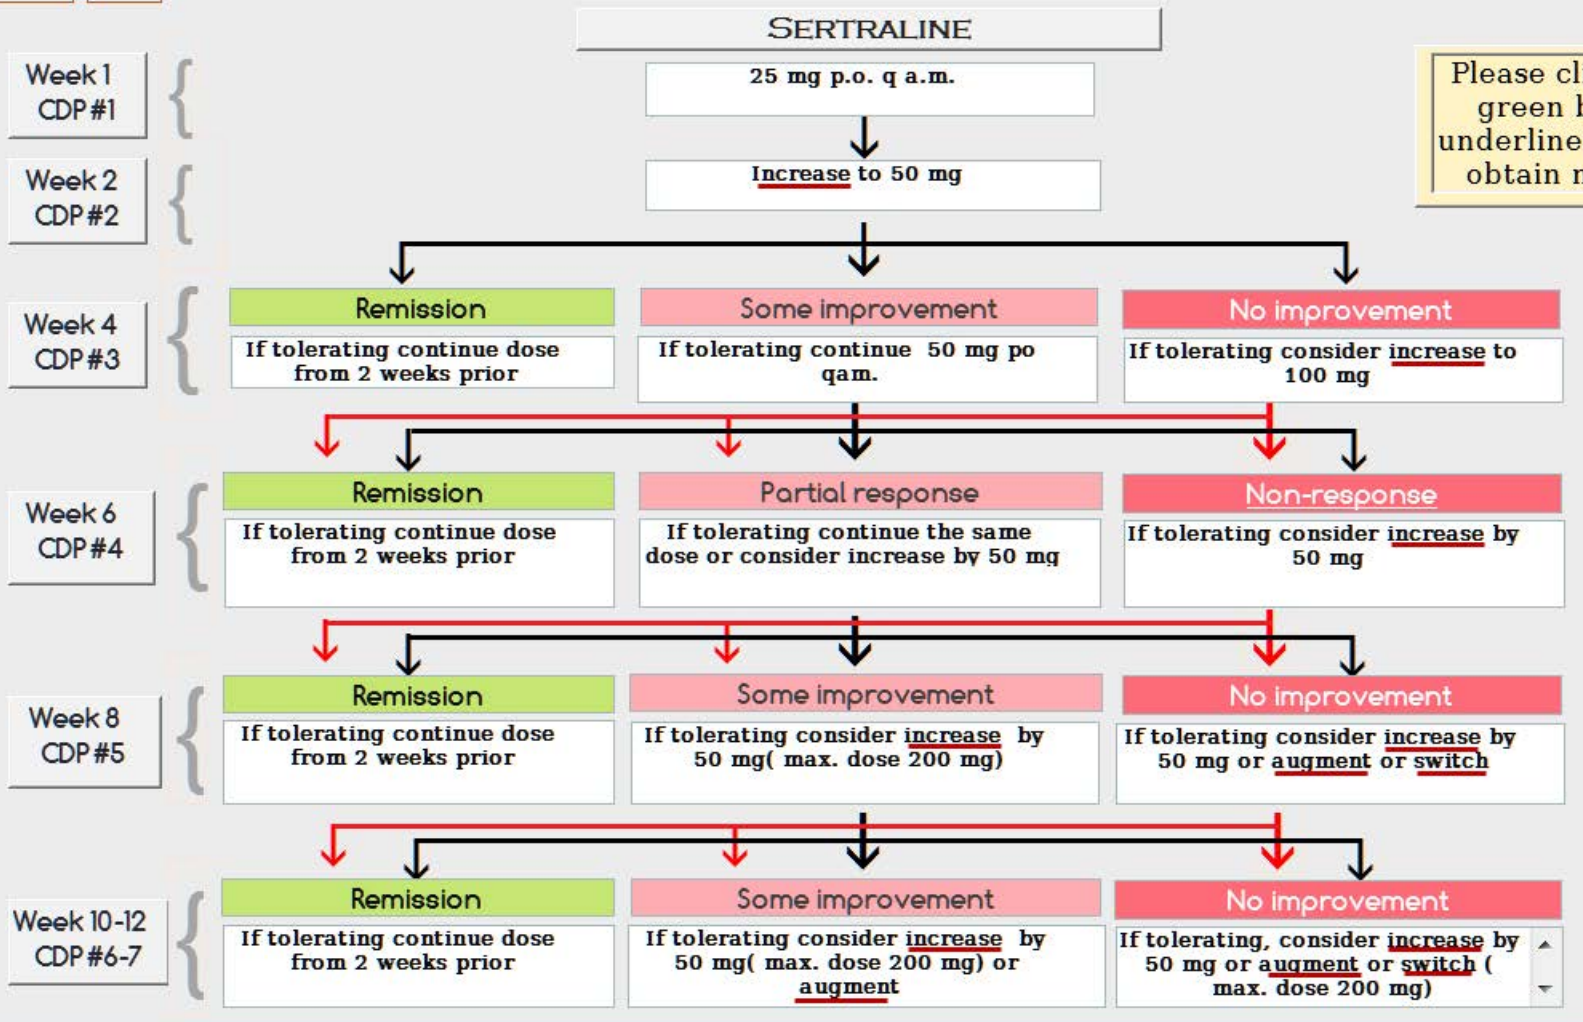 SERTRALINE
Week 1
CDP#1
25 mg p.o. q a.m.
Please cl
green
underline
obtain
Week 2
CDP#2
Increase to 50 mg
Week 4
CDP#3
Remission
If tolerating continue dose
from 2 weeks prior
Some improvement
If tolerating continue 50 mg po
qam.
No improvement
If tolerating consider increase to
100 mg
Week 6
CDP#4
Remission
If tolerating continue dose
from 2 weeks prior
Partial response
If tolerating continue the same
dose or consider increase by 50 mg
Non-response
If tolerating consider increase by
50 mg
Week 8
CDP#5
Remission
If tolerating continue dose
from 2 weeks prior
Some improvement
If tolerating consider increase by
50 mg( max. dose 200 mg)
No improvement
If tolerating consider increase by
50 mg or augment or switch
Week 10-12
CDP#6-7
Remission
If tolerating continue dose
from 2 weeks prior
Some improvement
If tolerating consider increase by
50 mg( max. dose 200 mg) or
augment
No improvement
If tolerating, consider increase by
50 mg or augment or switch (
max. dose 200 mg)